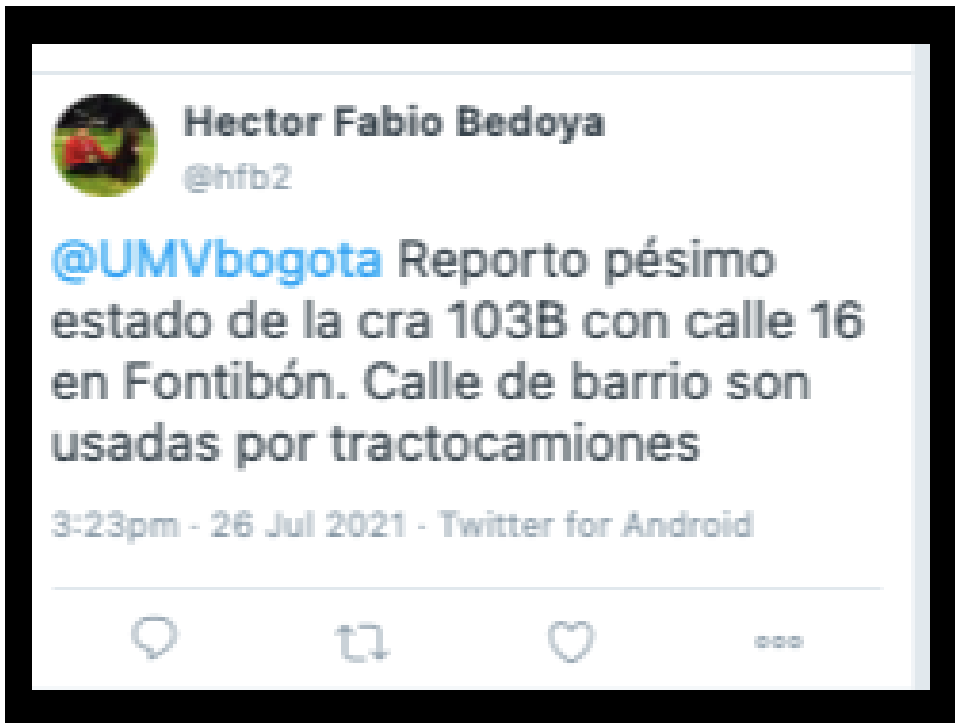 Hector Fabio Bedoya
@hfb2
@UMVbogota Reporto pésimo
estado de la cra 103B con calle 16
en Fontibón. Calle de barrio son
usadas por tractocamiones
3:23pm - 26 Jul 2021 - Twitter for Android